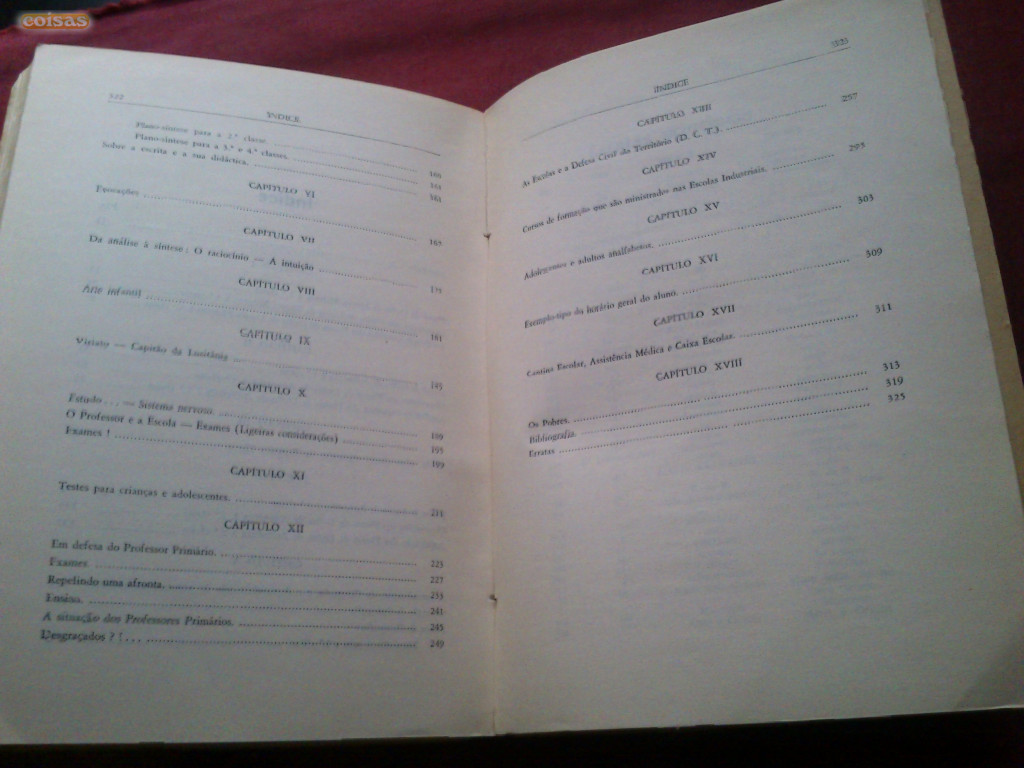 coisas
ÍNDICE
Plano-síntese para a 2.ª classe.
Plano-síntese para a 3.ª e 4.ª classes.
Sobre a escrita e a sua didáctica.
CAPÍTULO VI
165
CAPÍTULO VII
Da análise à síntese: O raciocínio — A intuição
CAPÍTULO VIII
Arte infantil
CAPÍTULO IX
Viriato — Capitão da Lusitânia
CAPÍTULO X
Estudo... — Sistema nervoso.
O Professor e a Escola — Exames (Ligeiras considerações) 195
Exames! 199
CAPÍTULO XI
Testes para crianças e adolescentes. 211
CAPÍTULO XII
Em defesa do Professor Primário. 223
Exames 227
Repelindo uma afronta. 233
Ensino. 241
A situação dos Professores Primários. 245
Desgraçados?!... 249
ÍNDICE
CAPÍTULO XIII
As Escolas e a Defesa Civil do Território (D. C. T.). 257
CAPÍTULO XIV
Cursos de formação que são ministrados nas Escolas Industriais. 293
CAPÍTULO XV
Adolescentes e adultos analfabetos. 303
CAPÍTULO XVI
Exemplo-tipo do horário geral do aluno. 309
CAPÍTULO XVII
Cantina Escolar, Assistência Médica e Caixa Escolar. 311
CAPÍTULO XVIII
Os Pobres. 313
Bibliografia. 319
Erratas 325